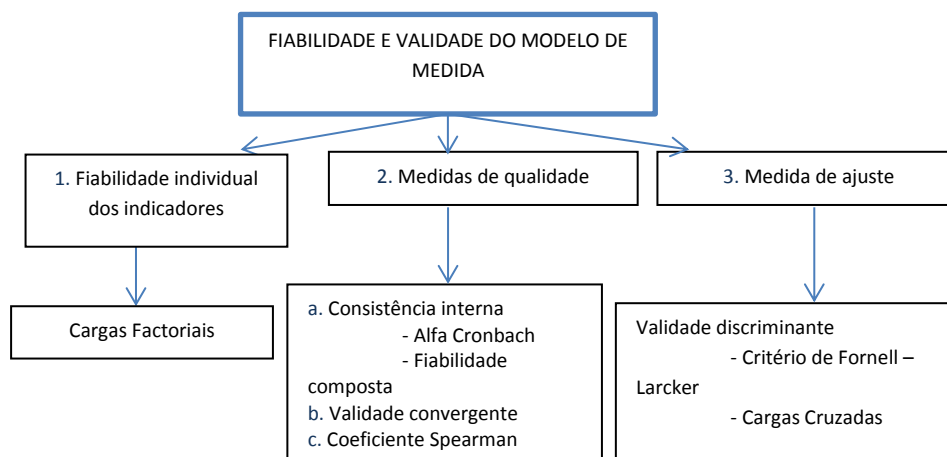 FIABILIDADE E VALIDADE DO MODELO DE
MEDIDA
1. Fiabilidade individual
dos indicadores
2. Medidas de qualidade
3. Medida de ajuste
Cargas Factoriais
a. Consistência interna
- Alfa Cronbach
- Fiabilidade
composta
b. Validade convergente
c. Coeficiente Spearman
Validade discriminante
- Critério de Fornell –
Larcker
- Cargas Cruzadas